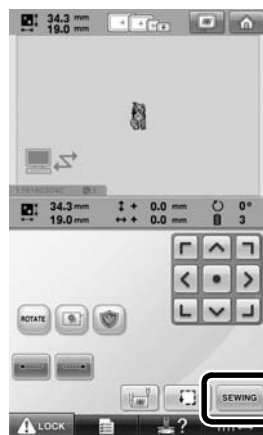 34.3 mm
19.0 mm
34.3 mm ↕ + 0.0 mm 0°
19.0 mm ↔ + 0.0 mm 3
ROTATE
SEWING
LOCK ?